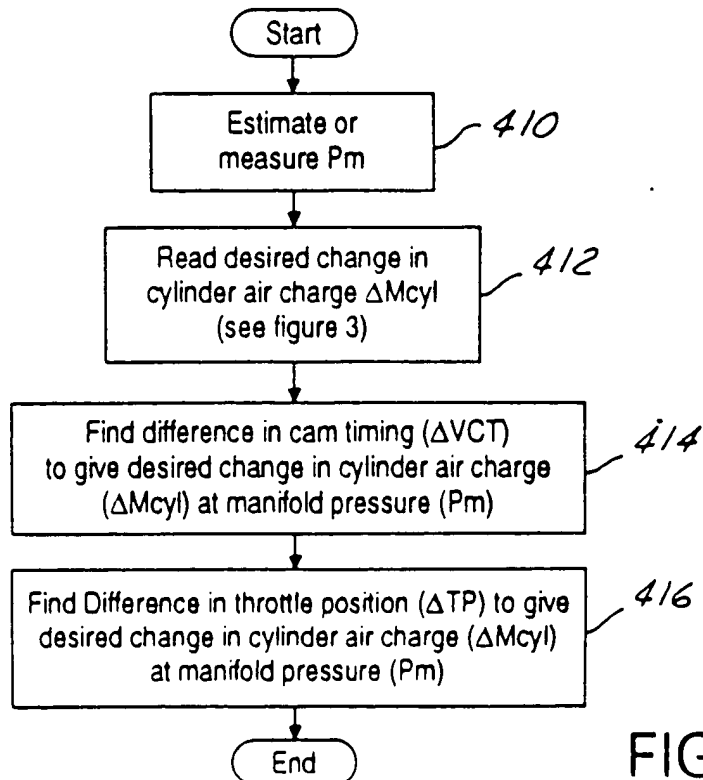 Start
Estimate or
measure Pm
410
Read desired change in
cylinder air charge ΔMcyl
(see figure 3)
412
Find difference in cam timing (ΔVCT)
to give desired change in cylinder air charge
(ΔMcyl) at manifold pressure (Pm)
414
Find Difference in throttle position (ΔTP) to give
desired change in cylinder air charge (ΔMcyl)
at manifold pressure (Pm)
416
End
FIG